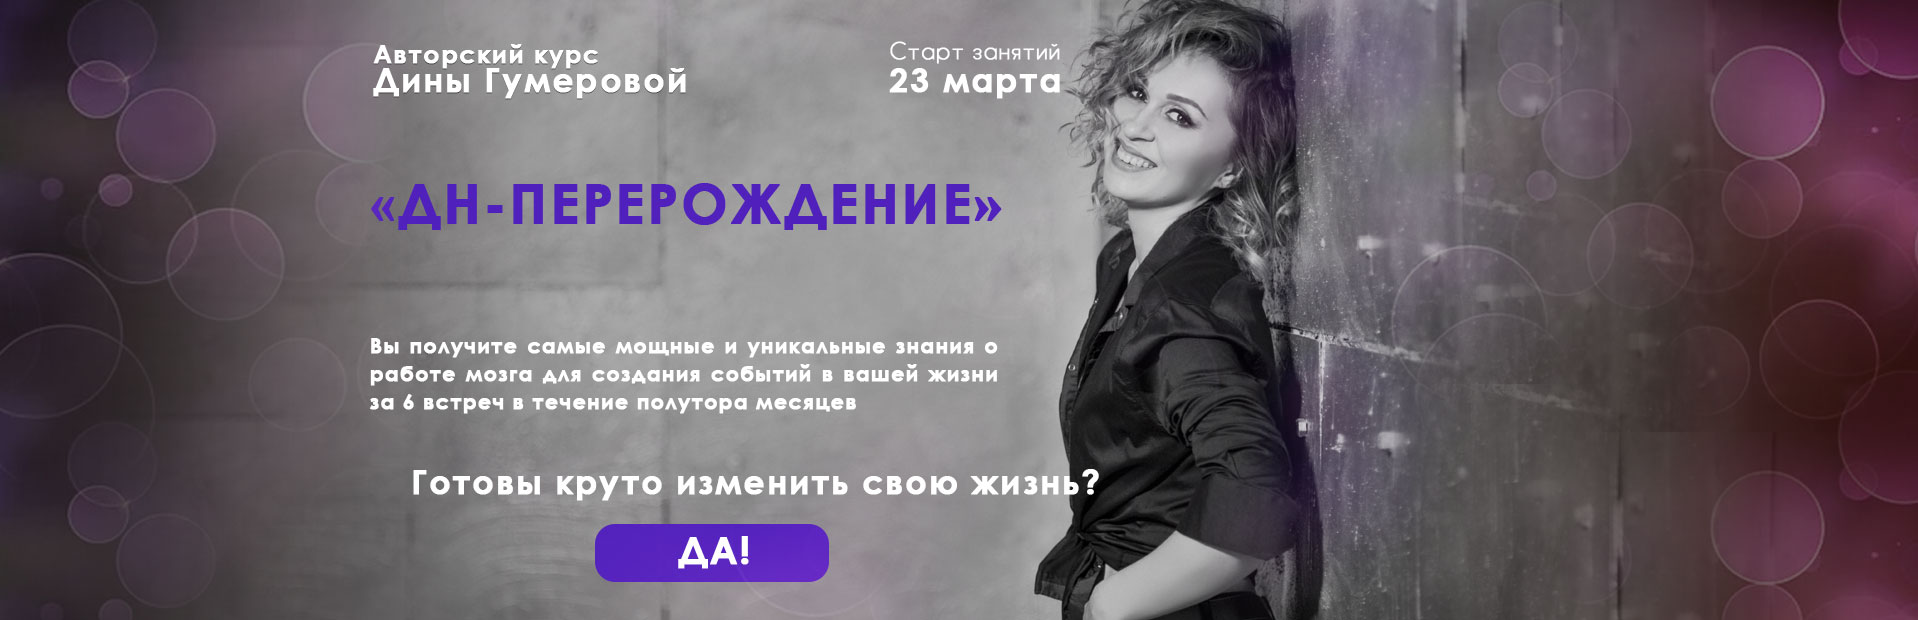 Авторский курс
Дины Гумеровой
Старт занятий
23 марта
«ДН-ПЕРЕРОЖДЕНИЕ»
Вы получите самые мощные и уникальные знания о
работе мозга для создания событий в вашей жизни
за 6 встреч в течение полутора месяцев
Готовы круто изменить свою жизнь?
ДА!